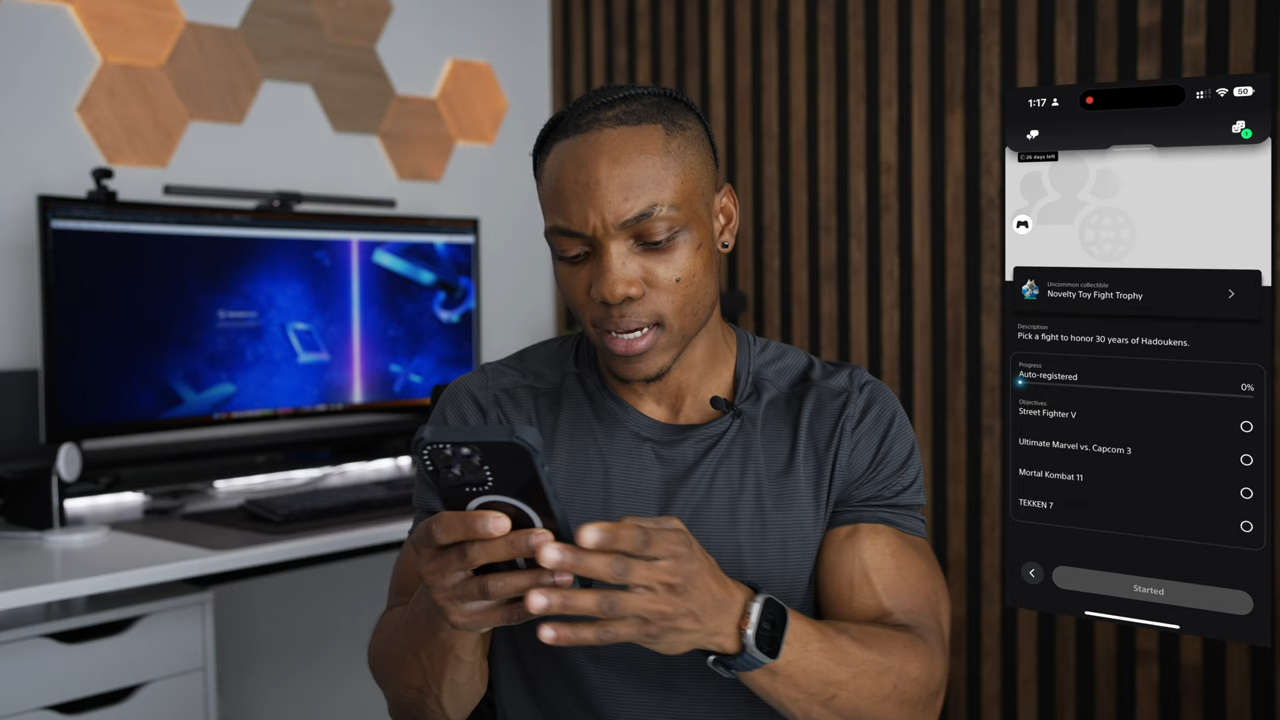 1:17
50
1
26 days left
Uncommon collectible
Novelty Toy Fight Trophy
Description
Pick a fight to honor 30 years of Hadoukens.
Progress
Auto-registered
0%
Objectives
Street Fighter V
Ultimate Marvel vs. Capcom 3
Mortal Kombat 11
TEKKEN 7
Started